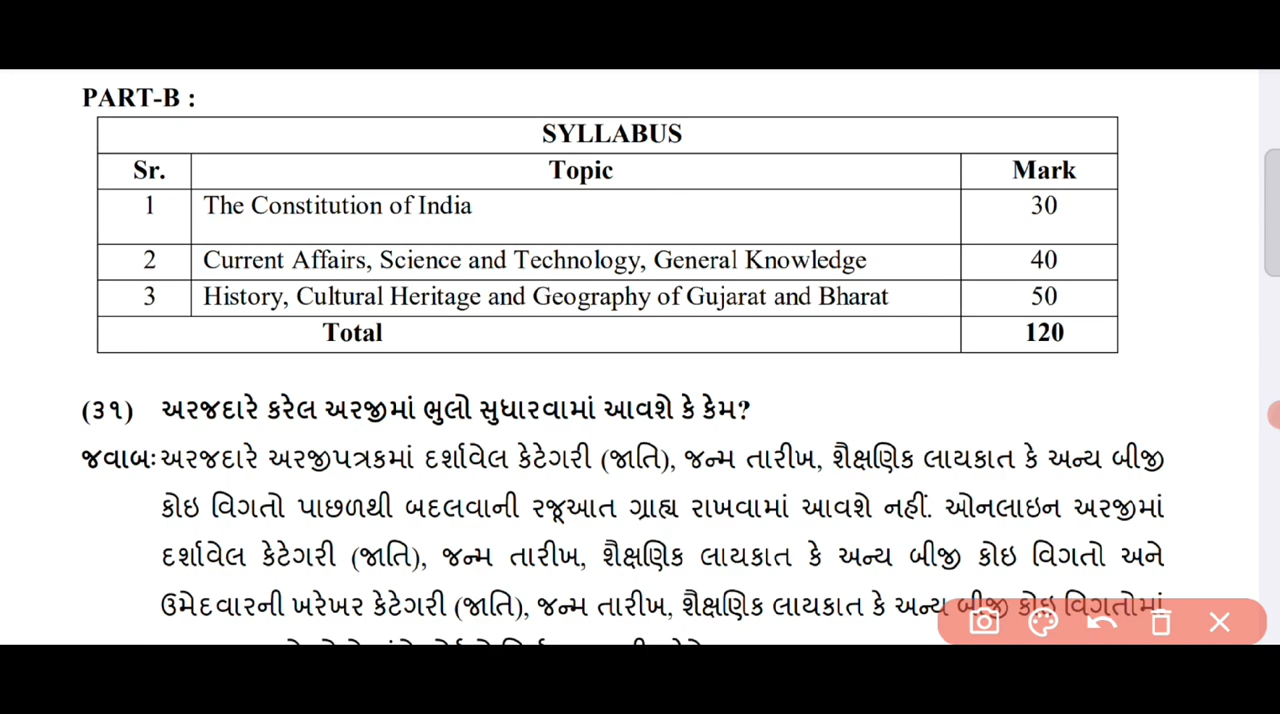 PART-B :
SYLLABUS
Sr. Topic Mark
1 The Constitution of India 30
2 Current Affairs, Science and Technology, General Knowledge 40
3 History, Cultural Heritage and Geography of Gujarat and Bharat 50
Total 120
(૩૧) અરજદારે કરેલ અરજીમાં ભુલો સુધારવામાં આવશે કે કેમ?
જવાબઃ અરજદારે અરજીપત્રકમાં દર્શાવેલ કેટેગરી (જાતિ), જન્મ તારીખ, શૈક્ષણિક લાયકાત કે અન્ય બીજી
કોઇ વિગતો પાછળથી બદલવાની રજૂઆત ગ્રાહ્ય રાખવામાં આવશે નહીં. ઓનલાઇન અરજીમાં
દર્શાવેલ કેટેગરી (જાતિ), જન્મ તારીખ, શૈક્ષણિક લાયકાત કે અન્ય બીજી કોઇ વિગતો અને
ઉમેદવારની ખરેખર કેટેગરી (જાતિ), જન્મ તારીખ, શૈક્ષણિક લાયકાત કે અન્ય બીજી કોઇ વિગતોમાં